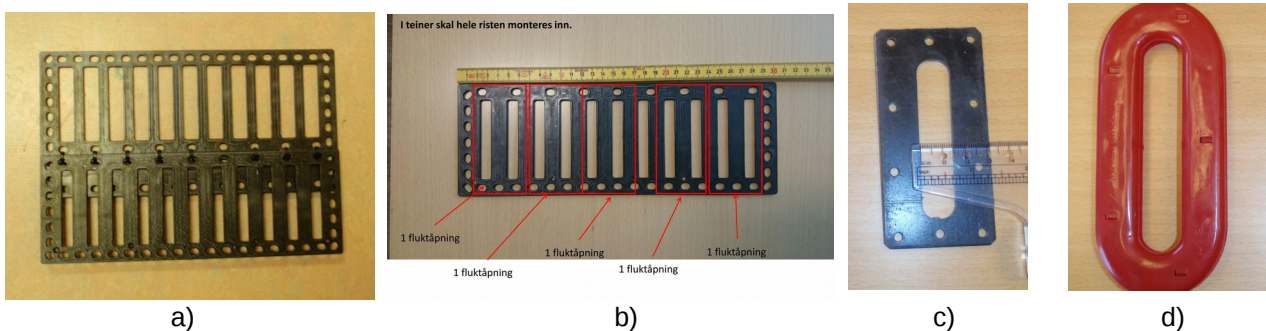 I teiner skal hele risten monteres inn.
1 fluktåpning
1 fluktåpning
1 fluktåpning
1 fluktåpning
1 fluktåpning
a)
b)
c)
d)